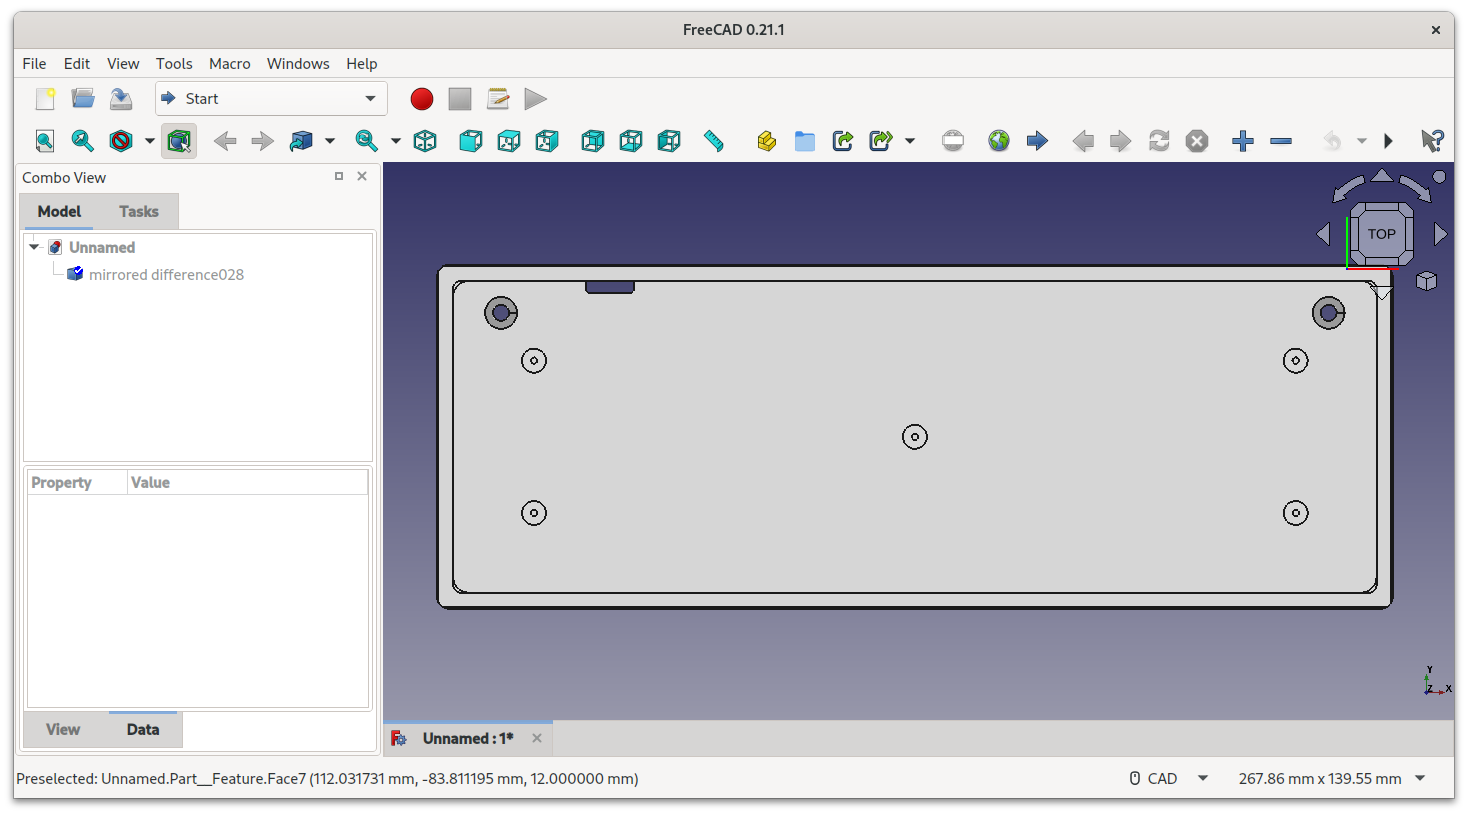 FreeCAD 0.21.1
File Edit View Tools Macro Windows Help
Start
Combo View
Model Tasks
Unnamed
mirrored difference028
Property Value
View Data
TOP
Y
Z X
Unnamed : 1*
Preselected: Unnamed.Part__Feature.Face7 (112.031731 mm, -83.811195 mm, 12.000000 mm)
CAD
267.86 mm x 139.55 mm